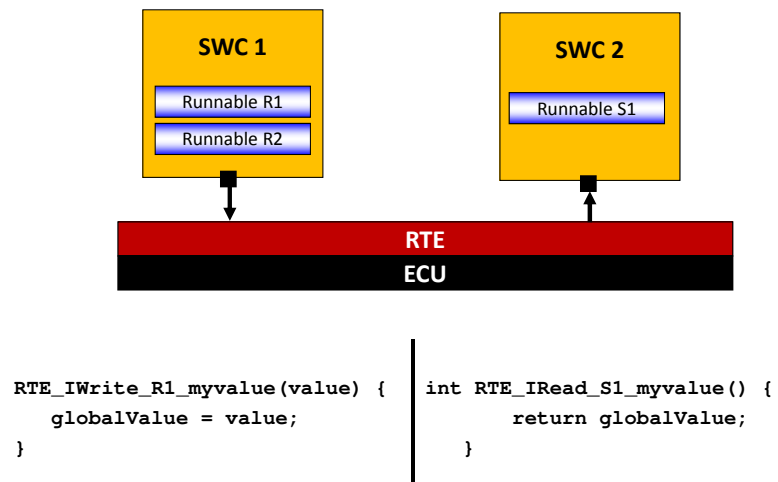 SWC 1
Runnable R1
Runnable R2
SWC 2
Runnable S1
RTE
ECU
RTE_IWrite_R1_myvalue(value) {
globalValue = value;
}
int RTE_IRead_S1_myvalue() {
return globalValue;
}